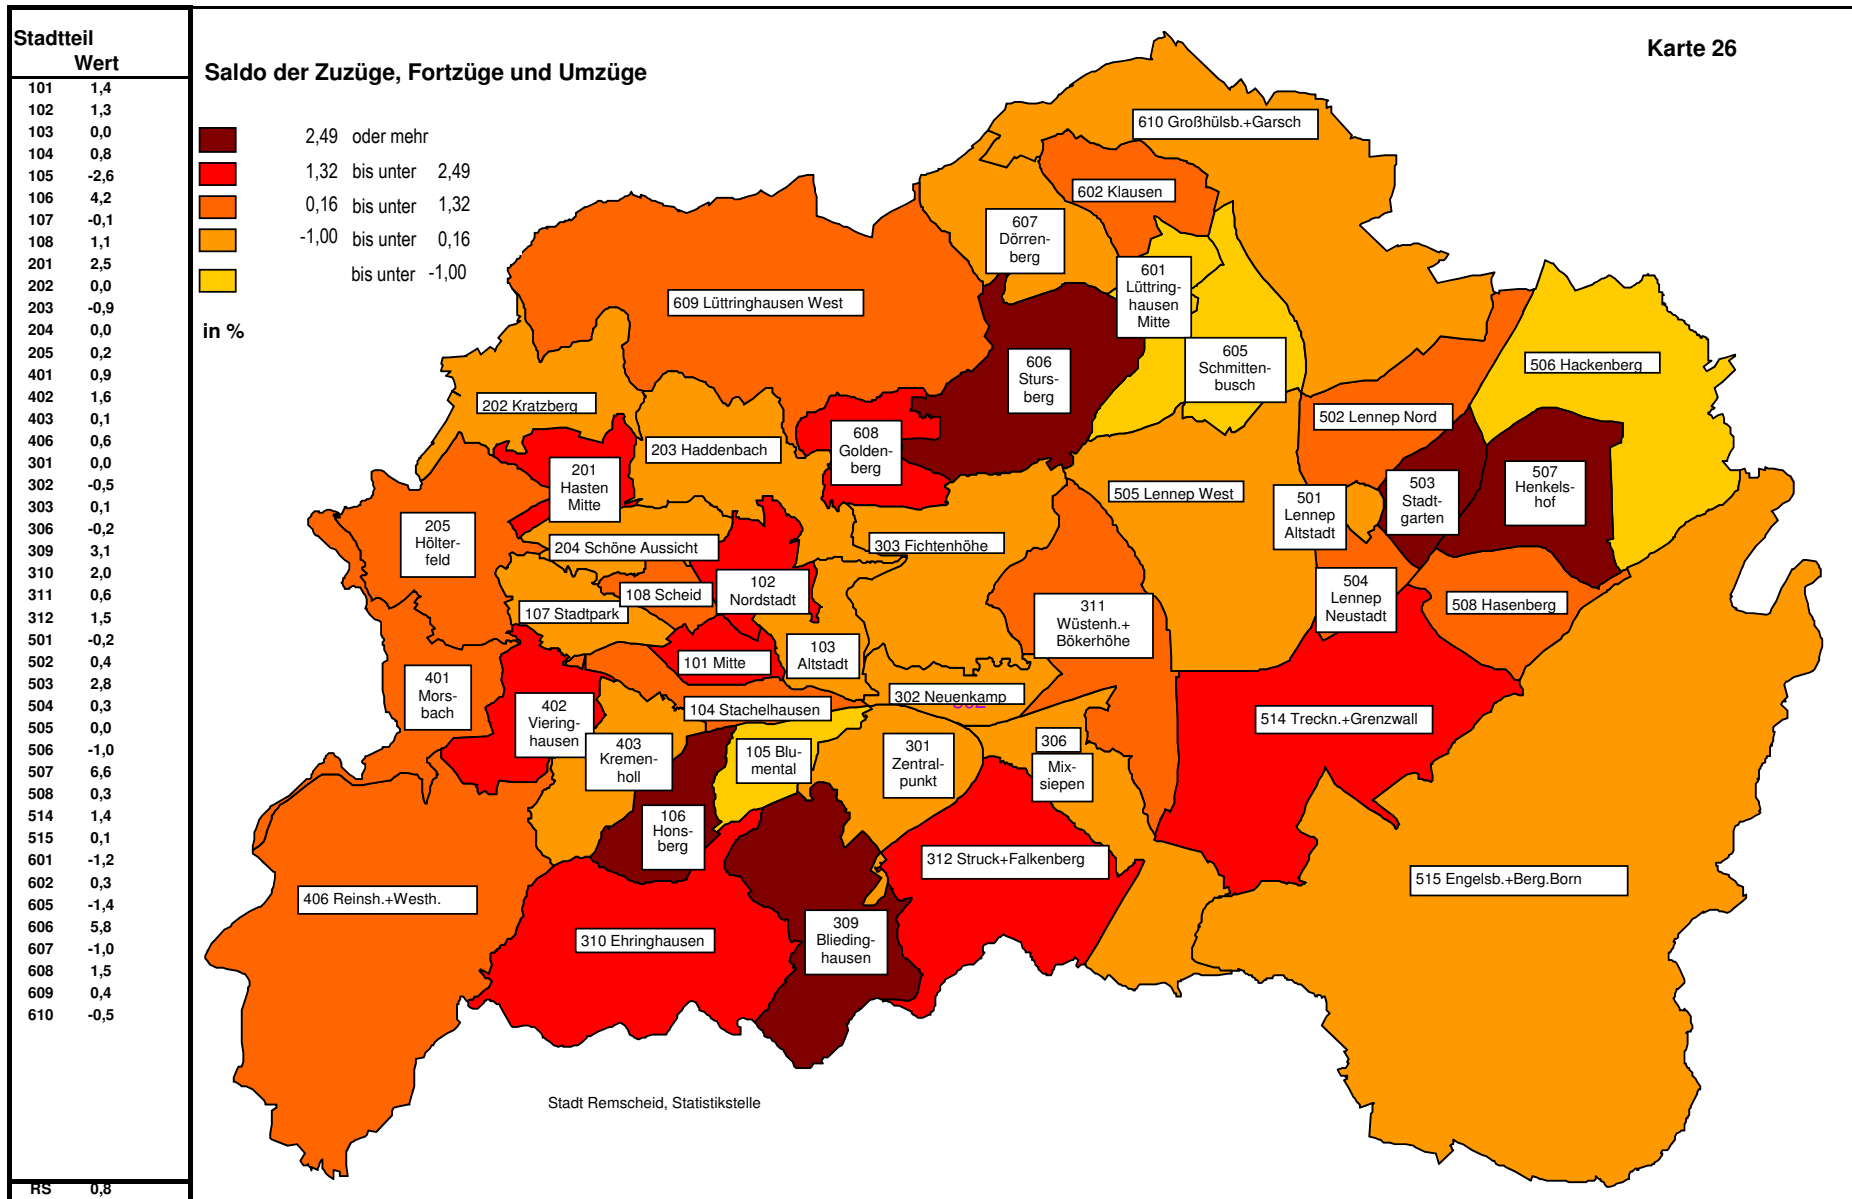 Stadtteil
Wert
101 1,4
102 1,3
103 0,0
104 0,8
105 -2,6
106 4,2
107 -0,1
108 1,1
201 2,5
202 0,0
203 -0,9
204 0,0
205 0,2
401 0,9
402 1,6
403 0,1
406 0,6
301 0,0
302 -0,5
303 0,1
306 -0,2
309 3,1
310 2,0
311 0,6
312 1,5
501 -0,2
502 0,4
503 2,8
504 0,3
505 0,0
506 -1,0
507 6,6
508 0,3
514 1,4
515 0,1
601 -1,2
602 0,3
605 -1,4
606 5,8
607 -1,0
608 1,5
609 0,4
610 -0,5
RS 0,8
Saldo der Zuzüge, Fortzüge und Umzüge
Karte 26
2,49 oder mehr
1,32 bis unter 2,49
0,16 bis unter 1,32
-1,00 bis unter 0,16
bis unter -1,00
in %
610 Großhülsb.+Garsch
602 Klausen
607
Dörren-
berg
601
Lüttring-
hausen
Mitte
609 Lüttringhausen West
605
Schmitten-
busch
606
Sturs-
berg
506 Hackenberg
202 Kratzberg
502 Lennep Nord
608
Golden-
berg
203 Haddenbach
201
Hasten
Mitte
505 Lennep West
501
Lennep
Altstadt
503
Stadt-
garten
507
Henkels-
hof
205
Hölter-
feld
204 Schöne Aussicht
303 Fichtenhöhe
102
Nordstadt
108 Scheid
107 Stadtpark
311
Wüstenh.+
Bökerhöhe
504
Lennep
Neustadt
508 Hasenberg
101 Mitte
103
Altstadt
401
Mors-
bach
302 Neuenkamp
302
402
Viering-
hausen
104 Stachelhausen
514 Treckn.+Grenzwall
403
Kremen-
holl
105 Blu-
mental
301
Zentral-
punkt
306
Mix-
siepen
106
Hons-
berg
312 Struck+Falkenberg
406 Reinsh.+Westh.
515 Engelsb.+Berg.Born
310 Ehringhausen
309
Blieding-
hausen
Stadt Remscheid, Statistikstelle